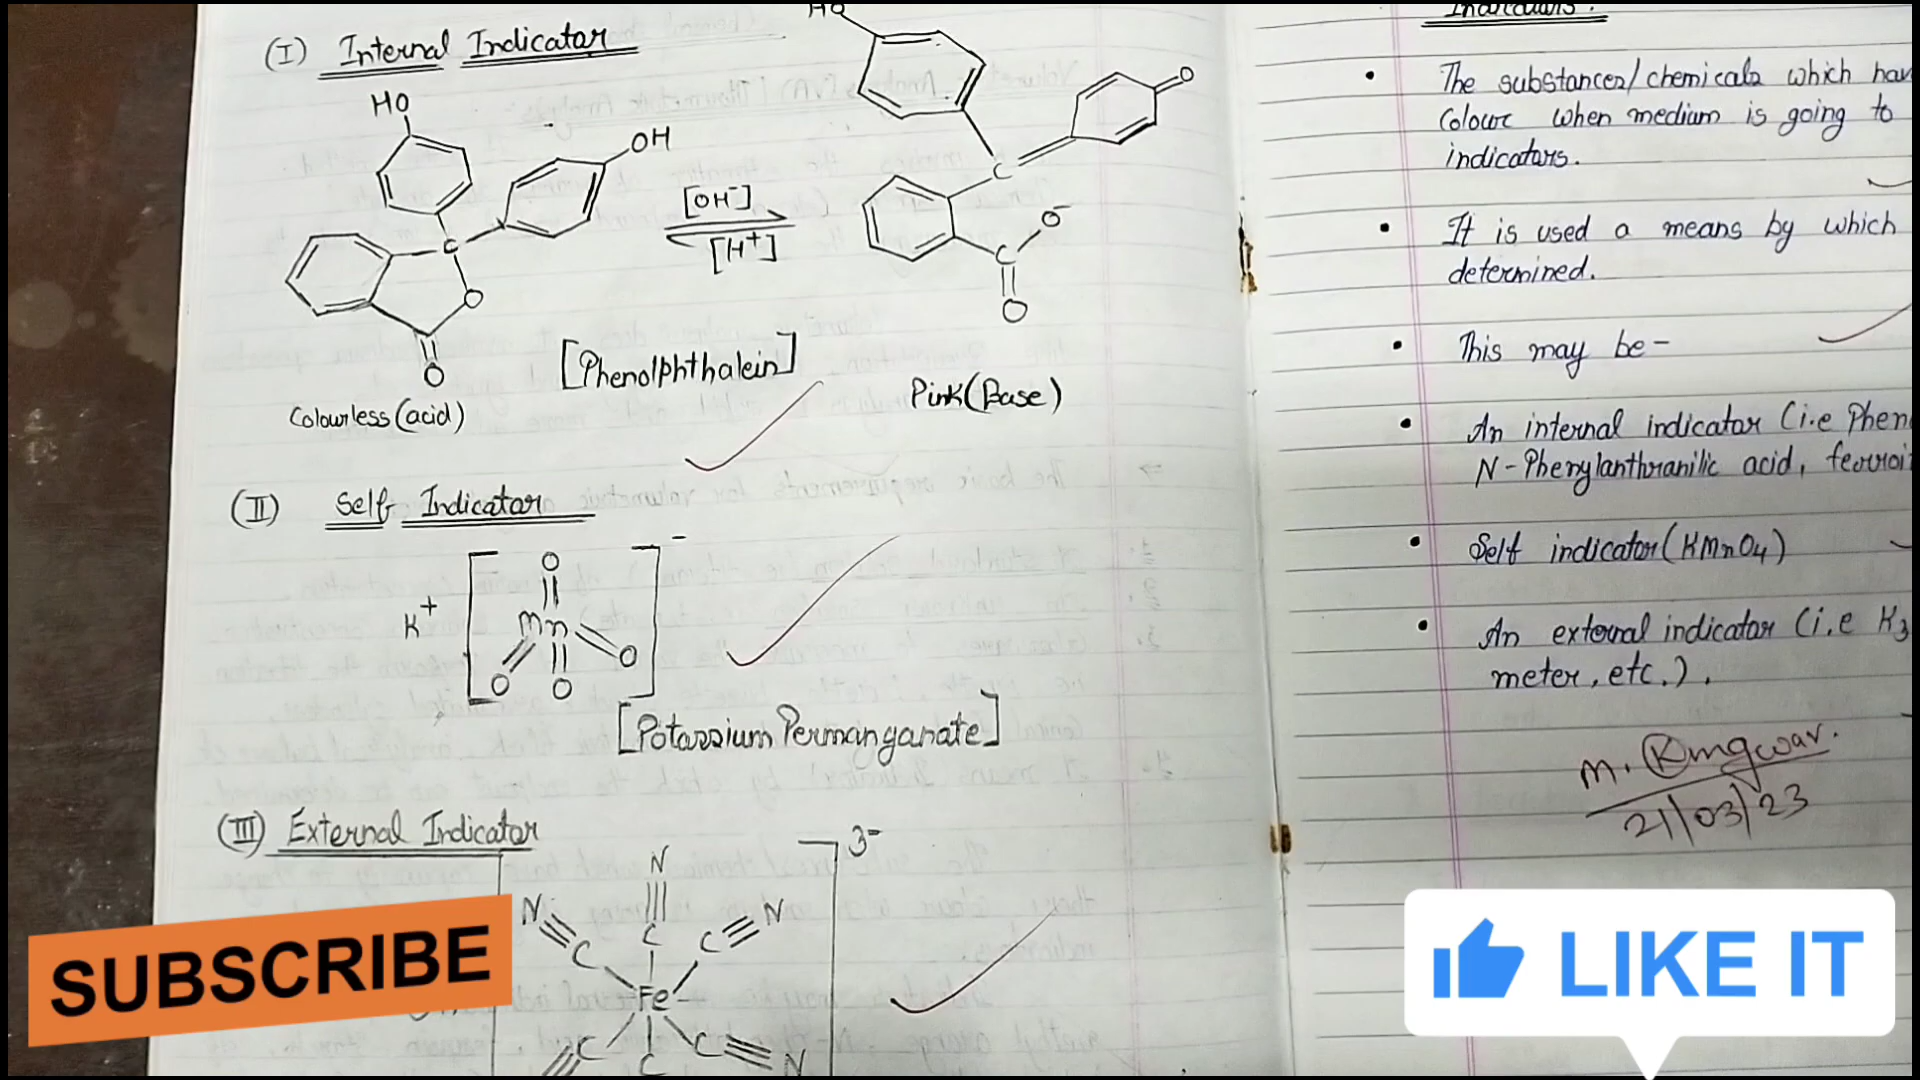 (I) Internal Indicator
HO
OH
[OH-]
[H+]
C
O
O
[Phenolphthalein]
Colourless (acid)
HO
O
C
O-
C
O
Pink (Base)
(II) Self Indicator
K+
-
O
Mn
O
O
O
[Potassium Permanganate]
(III) External Indicator
3-
N
N
N
C
C
C
Fe
C
C
C
N
Indicators:
• The substances/chemicals which hav
Colour when medium is going to
indicators.
• It is used a means by which
determined.
• This may be-
• An internal indicator (i.e Phen
N-Phenylanthranilic acid, ferroi
• Self indicator (KMnO4)
• An external indicator (i.e K3
meter, etc.).
21/03/23
SUBSCRIBE
LIKE IT